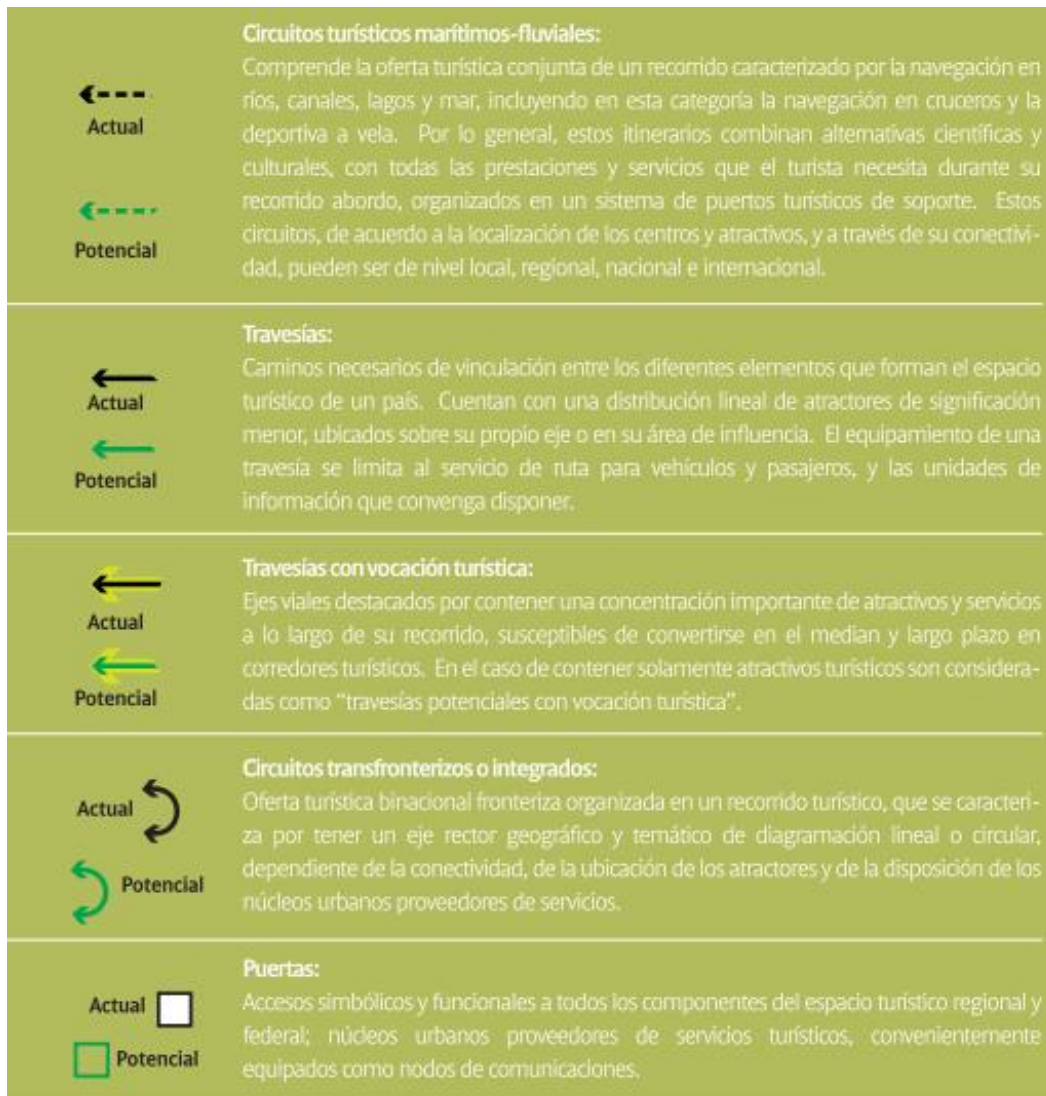 Circuitos turísticos marítimos-fluviales:
Comprende la oferta turística conjunta de un recorrido caracterizado por la navegación en
ríos, canales, lagos y mar, incluyendo en esta categoría la navegación en cruceros y la
deportiva a vela. Por lo general, estos itinerarios combinan alternativas científicas y
culturales, con todas las prestaciones y servicios que el turista necesita durante su
recorrido abordo, organizados en un sistema de puertos turísticos de soporte. Estos
circuitos, de acuerdo a la localización de los centros y atractivos, y a través de su conectivi-
dad, pueden ser de nivel local, regional, nacional e internacional.
Actual
Potencial
Travesías:
Caminos necesarios de vinculación entre los diferentes elementos que forman el espacio
turístico de un país. Cuentan con una distribución lineal de atractores de significación
menor, ubicados sobre su propio eje o en su área de influencia. El equipamiento de una
travesía se limita al servicio de ruta para vehículos y pasajeros, y las unidades de
información que convenga disponer.
Actual
Potencial
Travesías con vocación turística:
Ejes viales destacados por contener una concentración importante de atractivos y servicios
a lo largo de su recorrido, susceptibles de convertirse en el median y largo plazo en
corredores turísticos. En el caso de contener solamente atractivos turísticos son considera-
das como “travesías potenciales con vocación turística”.
Actual
Potencial
Circuitos transfronterizos o integrados:
Oferta turística binacional fronteriza organizada en un recorrido turístico, que se caracteri-
za por tener un eje rector geográfico y temático de diagramación lineal o circular,
dependiente de la conectividad, de la ubicación de los atractores y de la disposición de los
núcleos urbanos proveedores de servicios.
Actual
Potencial
Puertas:
Accesos simbólicos y funcionales a todos los componentes del espacio turístico regional y
federal; núcleos urbanos proveedores de servicios turísticos, convenientemente
equipados como nodos de comunicaciones.
Actual
Potencial